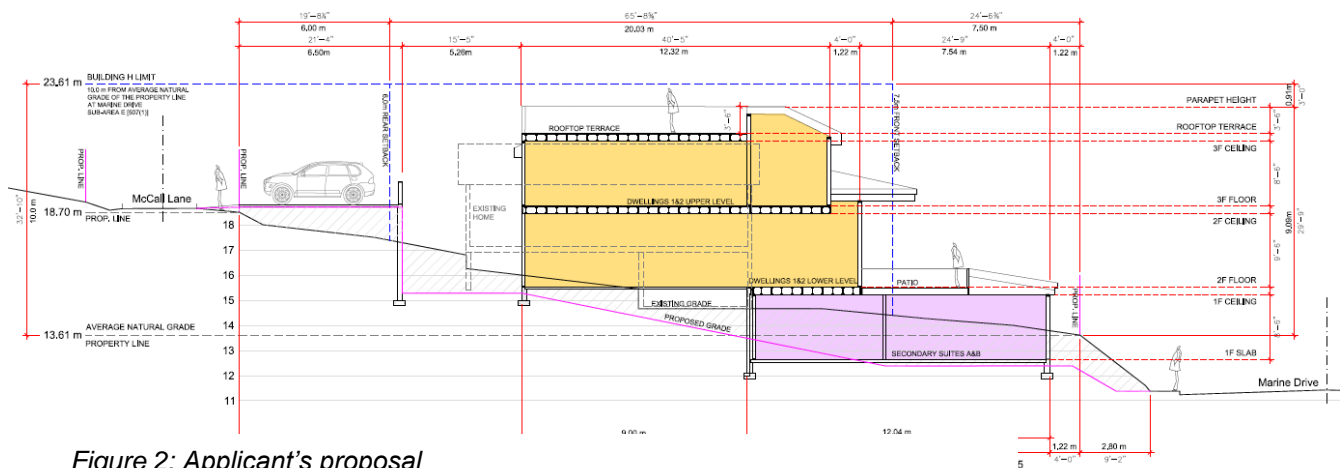 19'-8¾"
65'-8¾"
24'-6¾"
6,00 m
20,03 m
7,50 m
21'-4"
15'-5"
40'-5"
4'-0"
24'-9"
4'-0"
6,50m
5,26m
12,32 m
1,22 m
7,54 m
1,22 m
23.61 m
BUILDING H LIMIT
10.0 m FROM AVERAGE NATURAL
GRADE OF THE PROPERTY LINE
AT MARINE DRIVE
SUB-AREA E [507(1)]
6.0m REAR SETBACK
7.5m FRONT SETBACK
0,91m
3'-0"
PARAPET HEIGHT
3'-6"
3'-6"
ROOFTOP TERRACE
ROOFTOP TERRACE
3F CEILING
PROP. LINE
PROP. LINE
8'-6"
McCall Lane
32'-10"
10,0 m
EXISTING
HOME
DWELLINGS 1&2 UPPER LEVEL
3F FLOOR
18.70 m
PROP. LINE
2F CEILING
9,09m
29'-9"
18
17
9'-6"
16
DWELLINGS 1&2 LOWER LEVEL
PATIO
2F FLOOR
15
EXISTING GRADE
PROP. LINE
1F CEILING
14
AVERAGE NATURAL GRADE
PROPOSED GRADE
13.61 m
PROPERTY LINE
8'-6"
13
SECONDARY SUITES A&B
1F SLAB
12
Marine Drive
11
9,00 m
12,04 m
1,22 m
2,80 m
Figure 2: Applicant's proposal
5
4'-0"
9'-2"